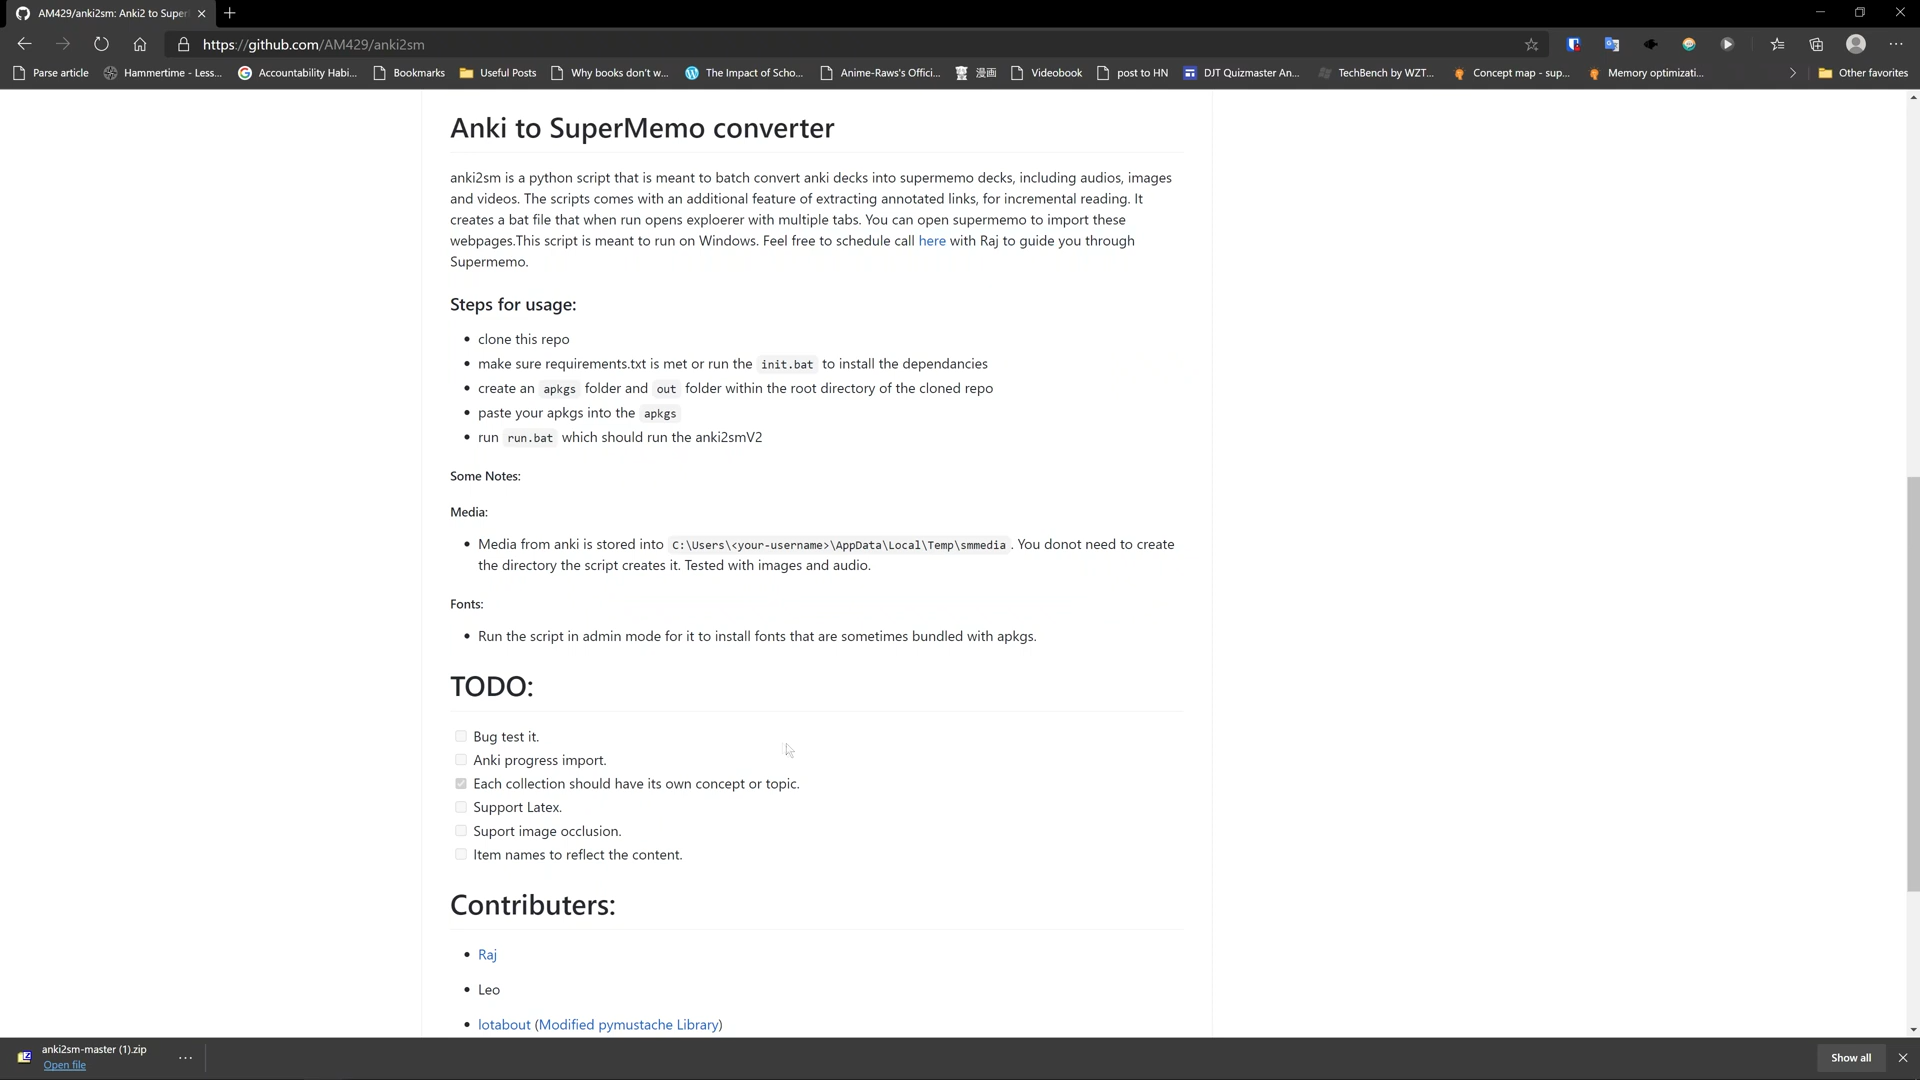 AM429/anki2sm: Anki2 to Super
https://github.com/AM429/anki2sm
Parse article
Hammertime - Less...
Accountability Habi...
Bookmarks
Useful Posts
Why books don't w...
The Impact of Scho...
Anime-Raws's Offici...
漫画
Videobook
post to HN
DJT Quizmaster An...
TechBench by WZT...
Concept map - sup...
Memory optimizati...
Other favorites
Anki to SuperMemo converter
anki2sm is a python script that is meant to batch convert anki decks into supermemo decks, including audios, images
and videos. The scripts comes with an additional feature of extracting annotated links, for incremental reading. It
creates a bat file that when run opens exploerer with multiple tabs. You can open supermemo to import these
webpages.This script is meant to run on Windows. Feel free to schedule call here with Raj to guide you through
Supermemo.
Steps for usage:
• clone this repo
• make sure requirements.txt is met or run the init.bat to install the dependancies
• create an apkgs folder and out folder within the root directory of the cloned repo
• paste your apkgs into the apkgs
• run run.bat which should run the anki2smV2
Some Notes:
Media:
• Media from anki is stored into C:\Users\<your-username>\AppData\Local\Temp\smmedia . You donot need to create
the directory the script creates it. Tested with images and audio.
Fonts:
• Run the script in admin mode for it to install fonts that are sometimes bundled with apkgs.
TODO:
Bug test it.
Anki progress import.
Each collection should have its own concept or topic.
Support Latex.
Suport image occlusion.
Item names to reflect the content.
Contributers:
• Raj
• Leo
• lotabout (Modified pymustache Library)
anki2sm-master (1).zip
Open file
Show all